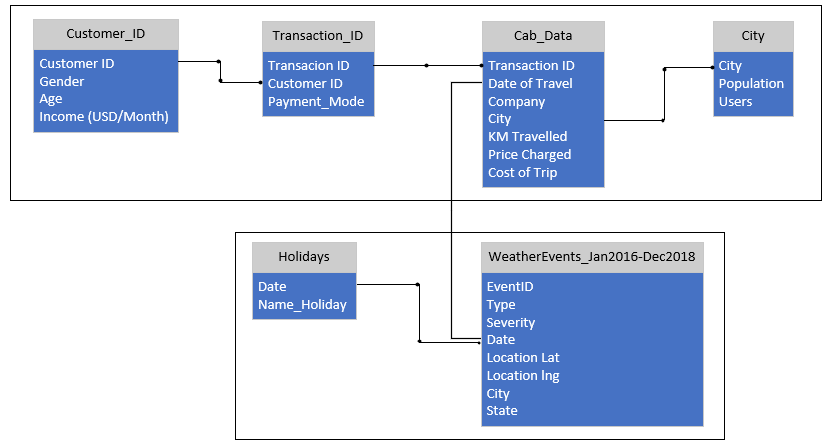 Customer_ID
Customer ID
Gender
Age
Income (USD/Month)
Transaction_ID
Transacion ID
Customer ID
Payment_Mode
Cab_Data
Transaction ID
Date of Travel
Company
City
KM Travelled
Price Charged
Cost of Trip
City
City
Population
Users
Holidays
Date
Name_Holiday
WeatherEvents_Jan2016-Dec2018
EventID
Type
Severity
Date
Location Lat
Location lng
City
State